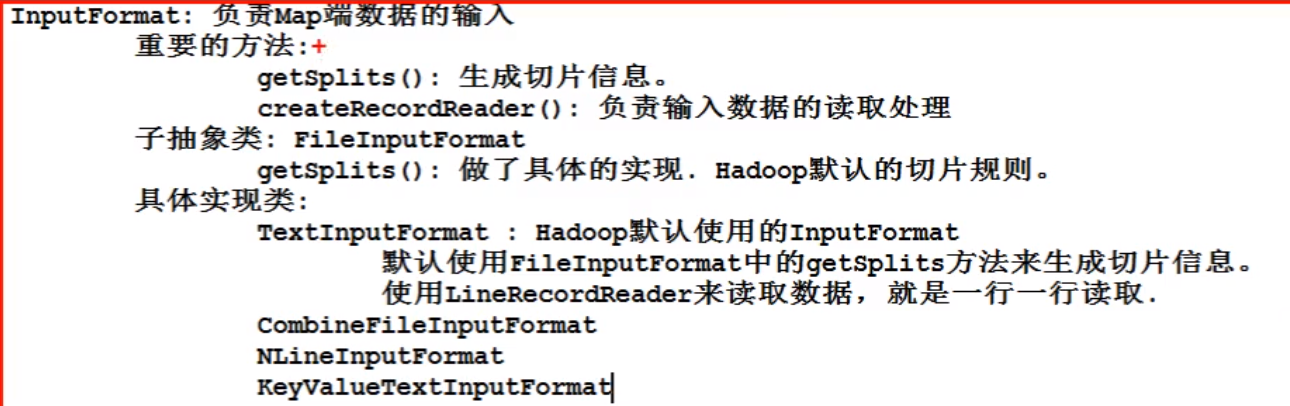 InputFormat: 负责Map端数据的输入
重要的方法:+
getSplits(): 生成切片信息。
createRecordReader(): 负责输入数据的读取处理
子抽象类: FileInputFormat
getSplits(): 做了具体的实现. Hadoop默认的切片规则。
具体实现类:
TextInputFormat : Hadoop默认使用的InputFormat
默认使用FileInputFormat中的getSplits方法来生成切片信息。
使用LineRecordReader来读取数据，就是一行一行读取.
CombineFileInputFormat
NLineInputFormat
KeyValueTextInputFormat